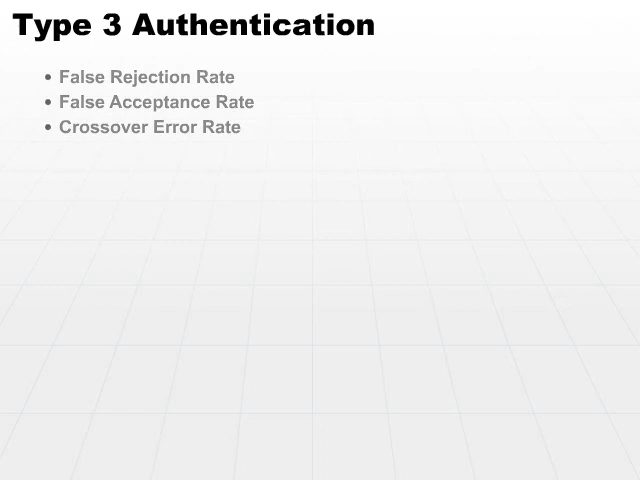 Type 3 Authentication
• False Rejection Rate
• False Acceptance Rate
• Crossover Error Rate